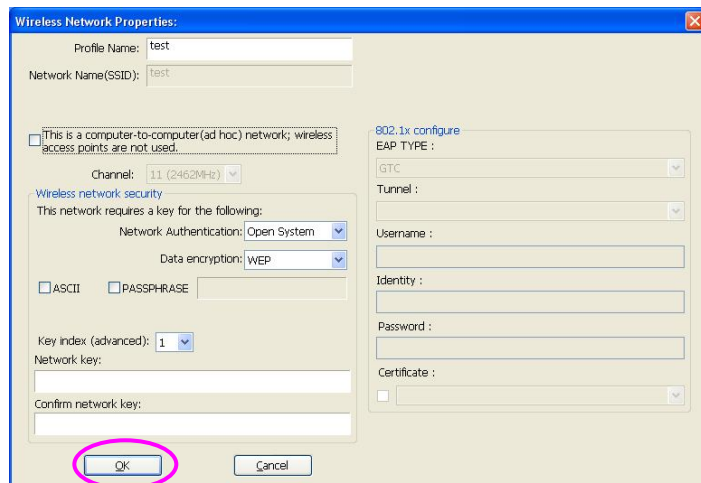 Wireless Network Properties:
Profile Name: test
Network Name(SSID): test
This is a computer-to-computer(ad hoc) network; wireless
access points are not used.
Channel: 11 (2462MHz)
Wireless network security
This network requires a key for the following:
Network Authentication: Open System
Data encryption: WEP
ASCII PASSPHRASE
Key index (advanced): 1
Network key:
Confirm network key:
OK Cancel
802.1x configure
EAP TYPE :
GTC
Tunnel :
Username :
Identity :
Password :
Certificate :